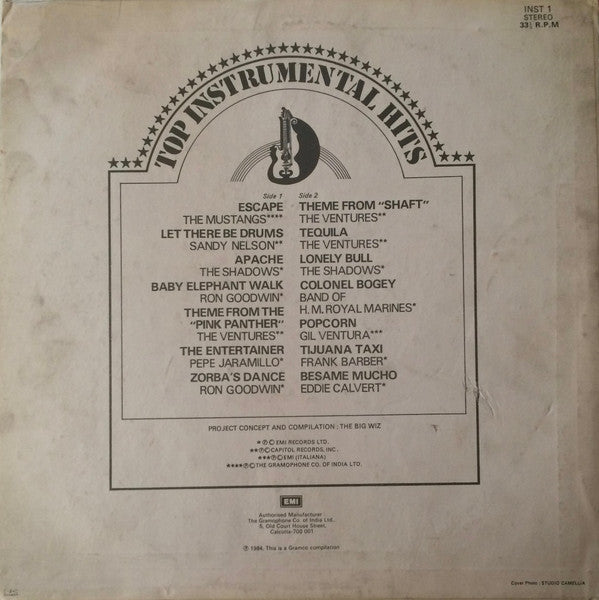 INST 1
STEREO
33⅓ R.P.M
TOP INSTRUMENTAL HITS
Side 1
ESCAPE
THE MUSTANGS****
LET THERE BE DRUMS
SANDY NELSON**
APACHE
THE SHADOWS*
BABY ELEPHANT WALK
RON GOODWIN*
THEME FROM THE
"PINK PANTHER"
THE VENTURES**
THE ENTERTAINER
PEPE JARAMILLO*
ZORBA'S DANCE
RON GOODWIN*
Side 2
THEME FROM "SHAFT"
THE VENTURES**
TEQUILA
THE VENTURES**
LONELY BULL
THE SHADOWS*
COLONEL BOGEY
BAND OF
H.M. ROYAL MARINES*
POPCORN
GIL VENTURA***
TIJUANA TAXI
FRANK BARBER*
BESAME MUCHO
EDDIE CALVERT*
PROJECT CONCEPT AND COMPILATION : THE BIG WIZ
*ⓅⒸEMI RECORDS LTD.
**ⓅⒸCAPITOL RECORDS, INC.
***ⓅⒸEMI (ITALIANA)
****ⓅⒸTHE GRAMOPHONE CO. OF INDIA LTD.
EMI
Authorised Manufacturer :
The Gramophone Co. of India Ltd.,
5, Old Court House Street,
Calcutta-700 001
Ⓟ 1984. This is a Gramco compilation
Cover Photo : STUDIO CAMELLIA